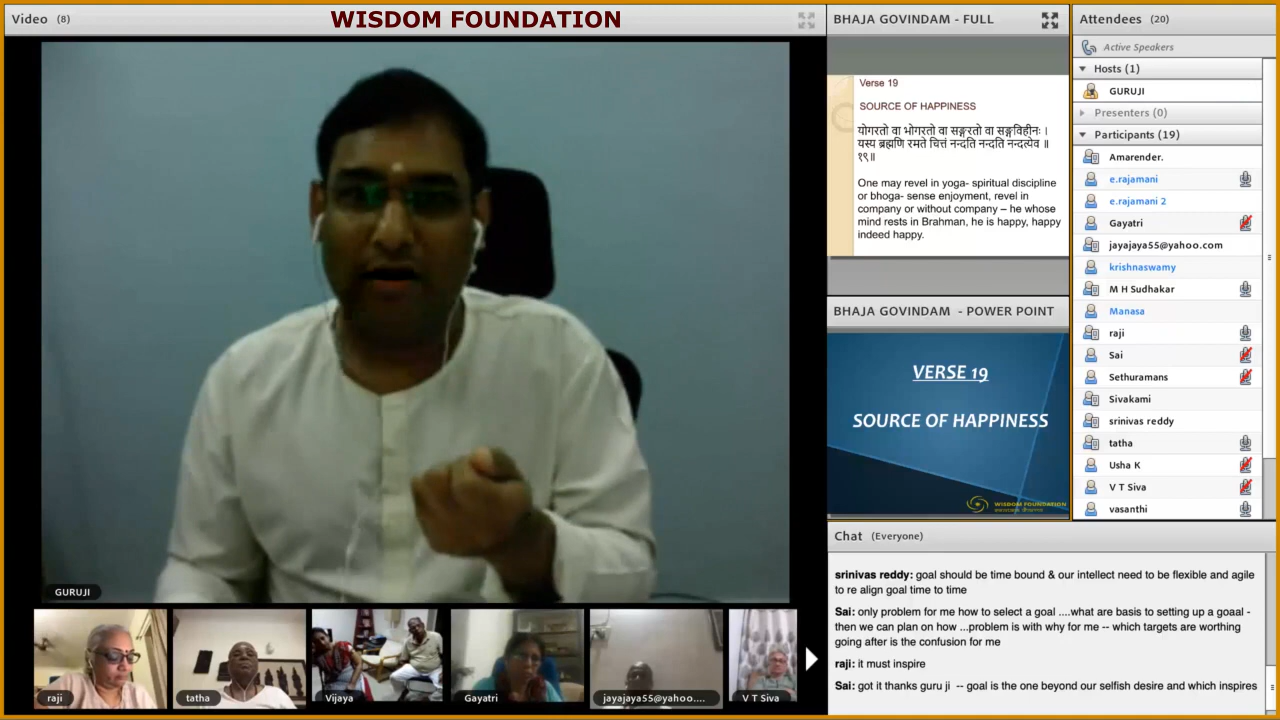 Video (8)
WISDOM FOUNDATION
GURUJI
raji
tatha
Vijaya
Gayatri
jayajaya55@yahoo....
V T Siva
BHAJA GOVINDAM - FULL
Verse 19
SOURCE OF HAPPINESS
योगरतो वा भोगरतो वा सङ्गरतो वा सङ्गविहीनः ।
यस्य ब्रह्मणि रमते चित्तं नन्दति नन्दति नन्दत्येव ॥
१९॥
One may revel in yoga- spiritual discipline
or bhoga- sense enjoyment, revel in
company or without company – he whose
mind rests in Brahman, he is happy, happy
indeed happy.
BHAJA GOVINDAM - POWER POINT
VERSE 19
SOURCE OF HAPPINESS
WISDOM FOUNDATION
Attendees (20)
Active Speakers
Hosts (1)
GURUJI
Presenters (0)
Participants (19)
Amarender.
e.rajamani
e.rajamani 2
Gayatri
jayajaya55@yahoo.com
krishnaswamy
M H Sudhakar
Manasa
raji
Sai
Sethuramans
Sivakami
srinivas reddy
tatha
Usha K
V T Siva
vasanthi
Chat (Everyone)
srinivas reddy: goal should be time bound & our intellect need to be flexible and agile
to re align goal time to time
Sai: only problem for me how to select a goal ....what are basis to setting up a goaal -
then we can plan on how ...problem is with why for me -- which targets are worthing
going after is the confusion for me
raji: it must inspire
Sai: got it thanks guru ji -- goal is the one beyond our selfish desire and which inspires